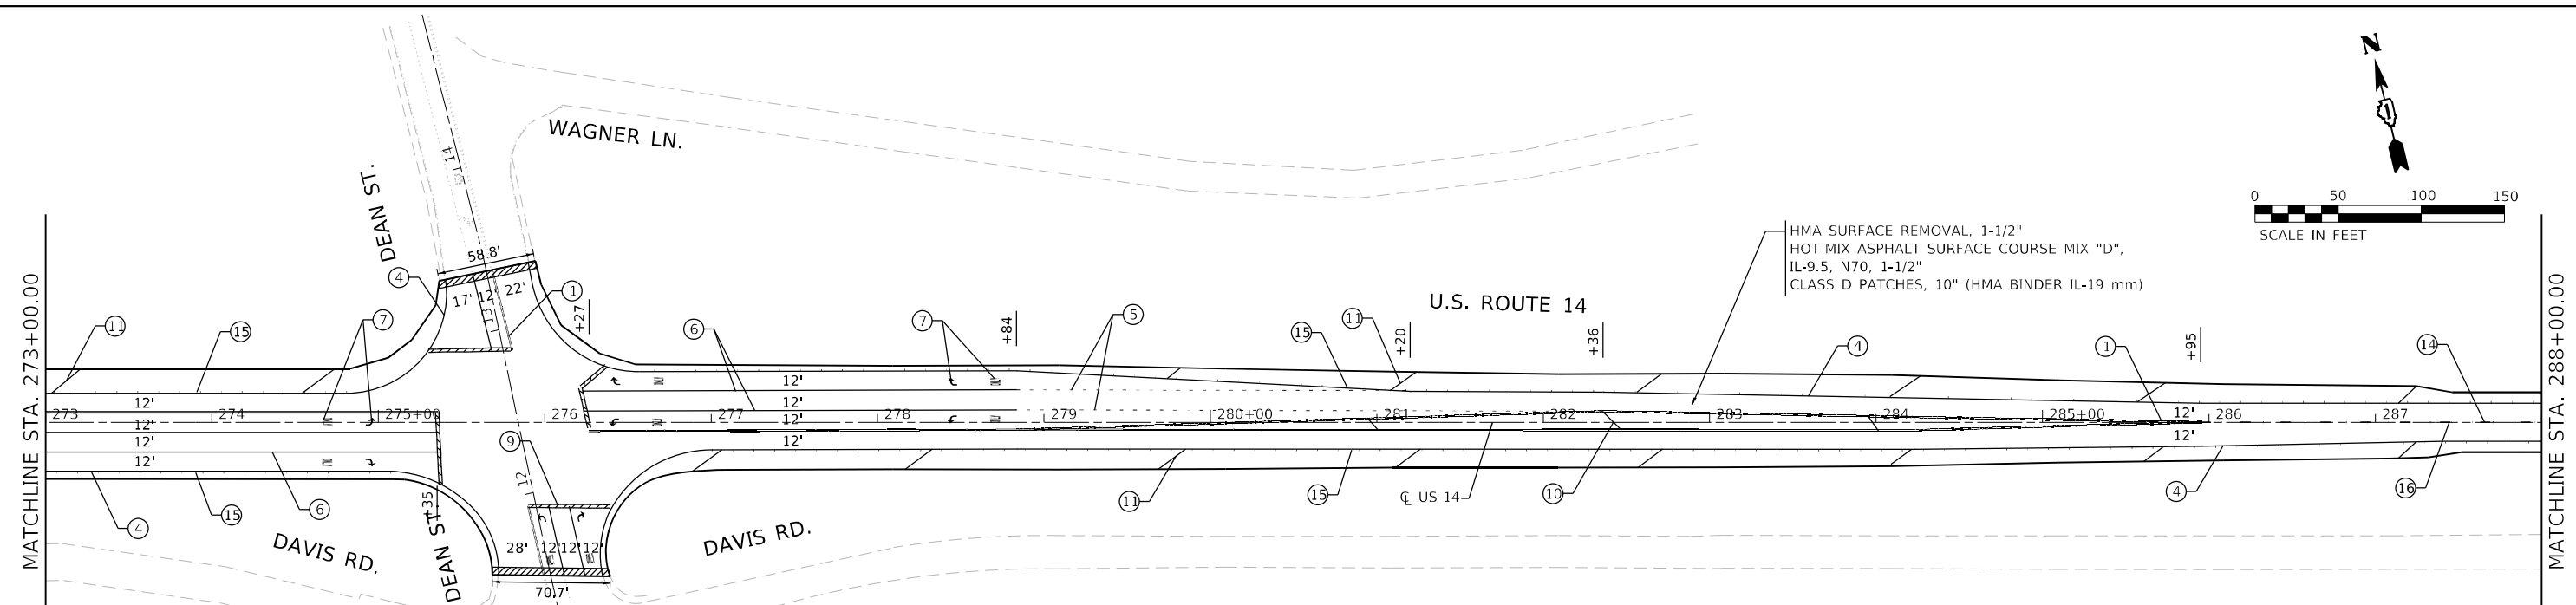 N
0 50 100 150
SCALE IN FEET
WAGNER LN.
DEAN ST.
14
58.8'
17' 12' 22'
13
4
1
+27
HMA SURFACE REMOVAL, 1-1/2"
HOT-MIX ASPHALT SURFACE COURSE MIX "D",
IL-9.5, N70, 1-1/2"
CLASS D PATCHES, 10" (HMA BINDER IL-19 mm)
U.S. ROUTE 14
MATCHLINE STA. 273+00.00
MATCHLINE STA. 288+00.00
11 15 7 6 7 +84 5 15 11 +20 +36 4 1 +95 14
12' 12' 12' 12'
273 274 275+00 276 277 278 279 280+00 281 282 283 284 285+00 286 287
12' 12' 12'
12' 12' 12'
12'
9
12
4 15 6 +35 11 15 ℄ US-14 10 4 16
DAVIS RD.
DEAN ST.
DAVIS RD.
28' 12' 12' 12'
70.7'